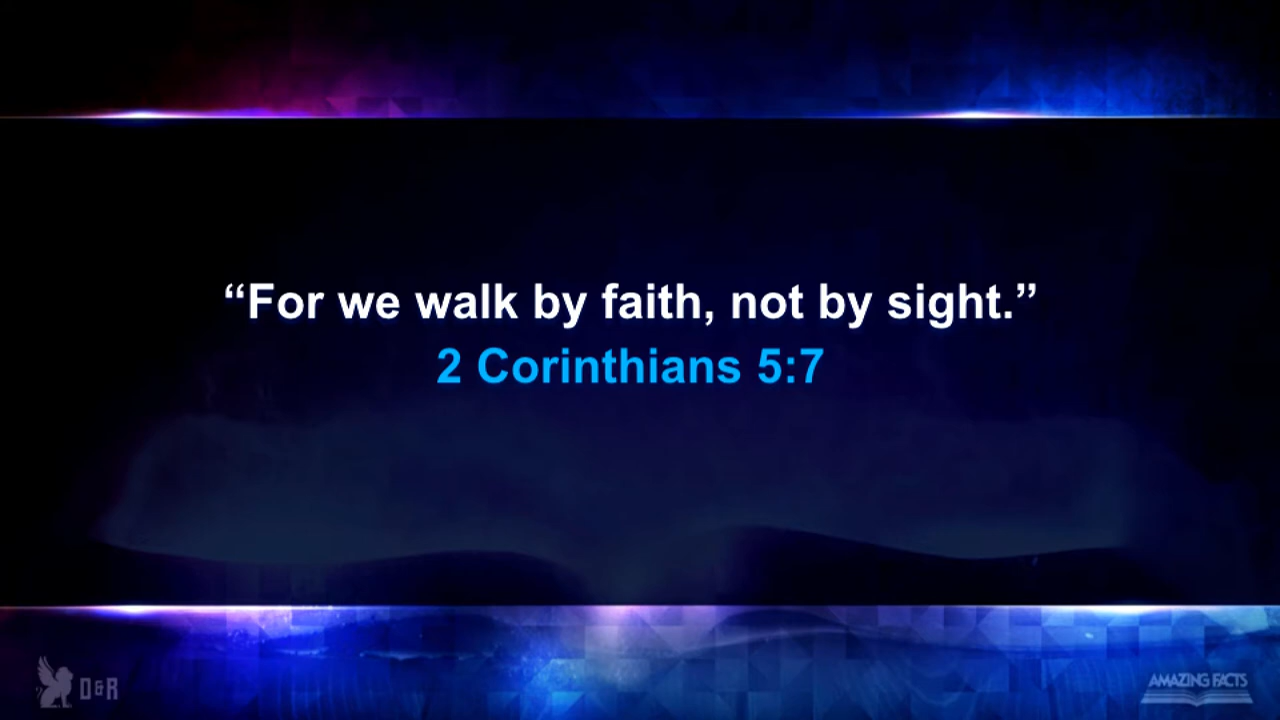 “For we walk by faith, not by sight.”
2 Corinthians 5:7
D&R
AMAZING FACTS